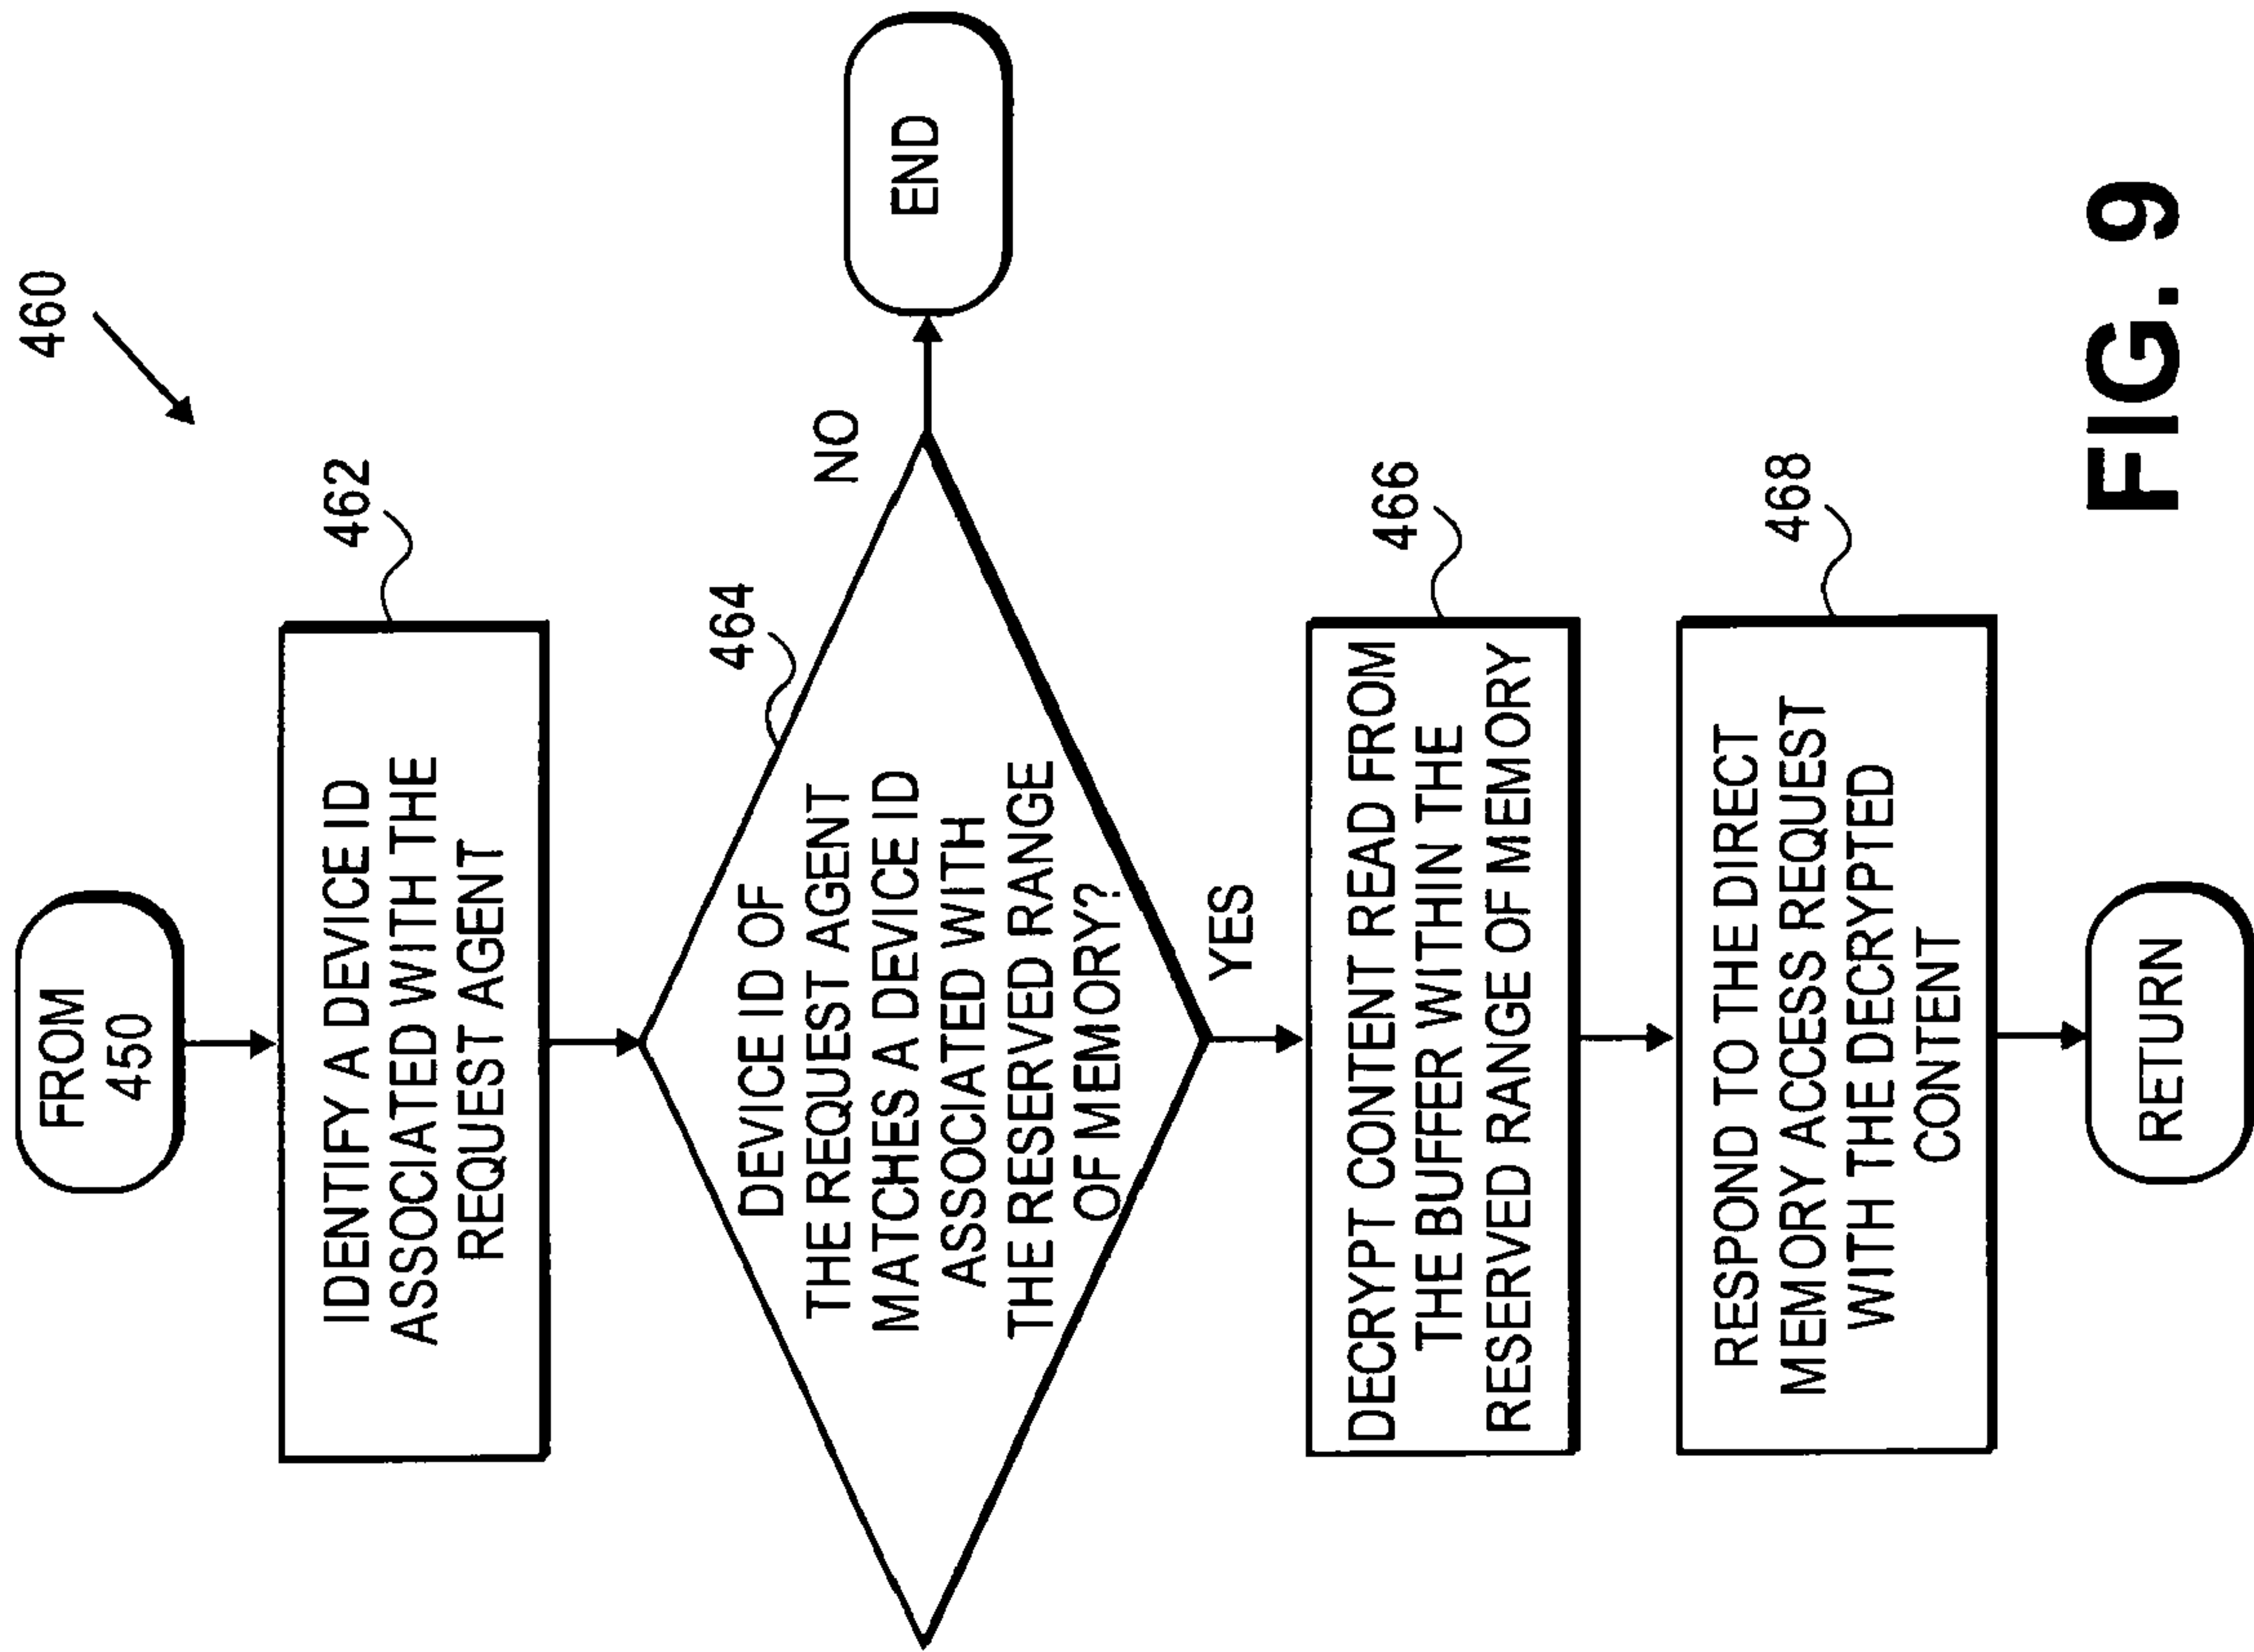 460
FROM
450
462
IDENTIFY A DEVICE ID
ASSOCIATED WITH THE
REQUEST AGENT
464
DEVICE ID OF
THE REQUEST AGENT
MATCHES A DEVICE ID
ASSOCIATED WITH
THE RESERVED RANGE
OF MEMORY?
NO
END
YES
466
DECRYPT CONTENT READ FROM
THE BUFFER WITHIN THE
RESERVED RANGE OF MEMORY
468
RESPOND TO THE DIRECT
MEMORY ACCESS REQUEST
WITH THE DECRYPTED
CONTENT
RETURN
FIG. 9